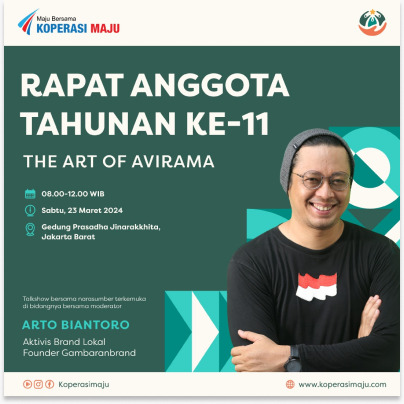 Maju Bersama
KOPERASI MAJU
RAPAT ANGGOTA
TAHUNAN KE-11
THE ART OF AVIRAMA
08.00-12.00 WIB
Sabtu, 23 Maret 2024
Gedung Prasadha Jinarakkhita,
Jakarta Barat
Talkshow bersama narasumber terkemuka
di bidangnya bersama moderator
ARTO BIANTORO
Aktivis Brand Lokal
Founder Gambaranbrand
Koperasimaju
www.koperasimaju.com